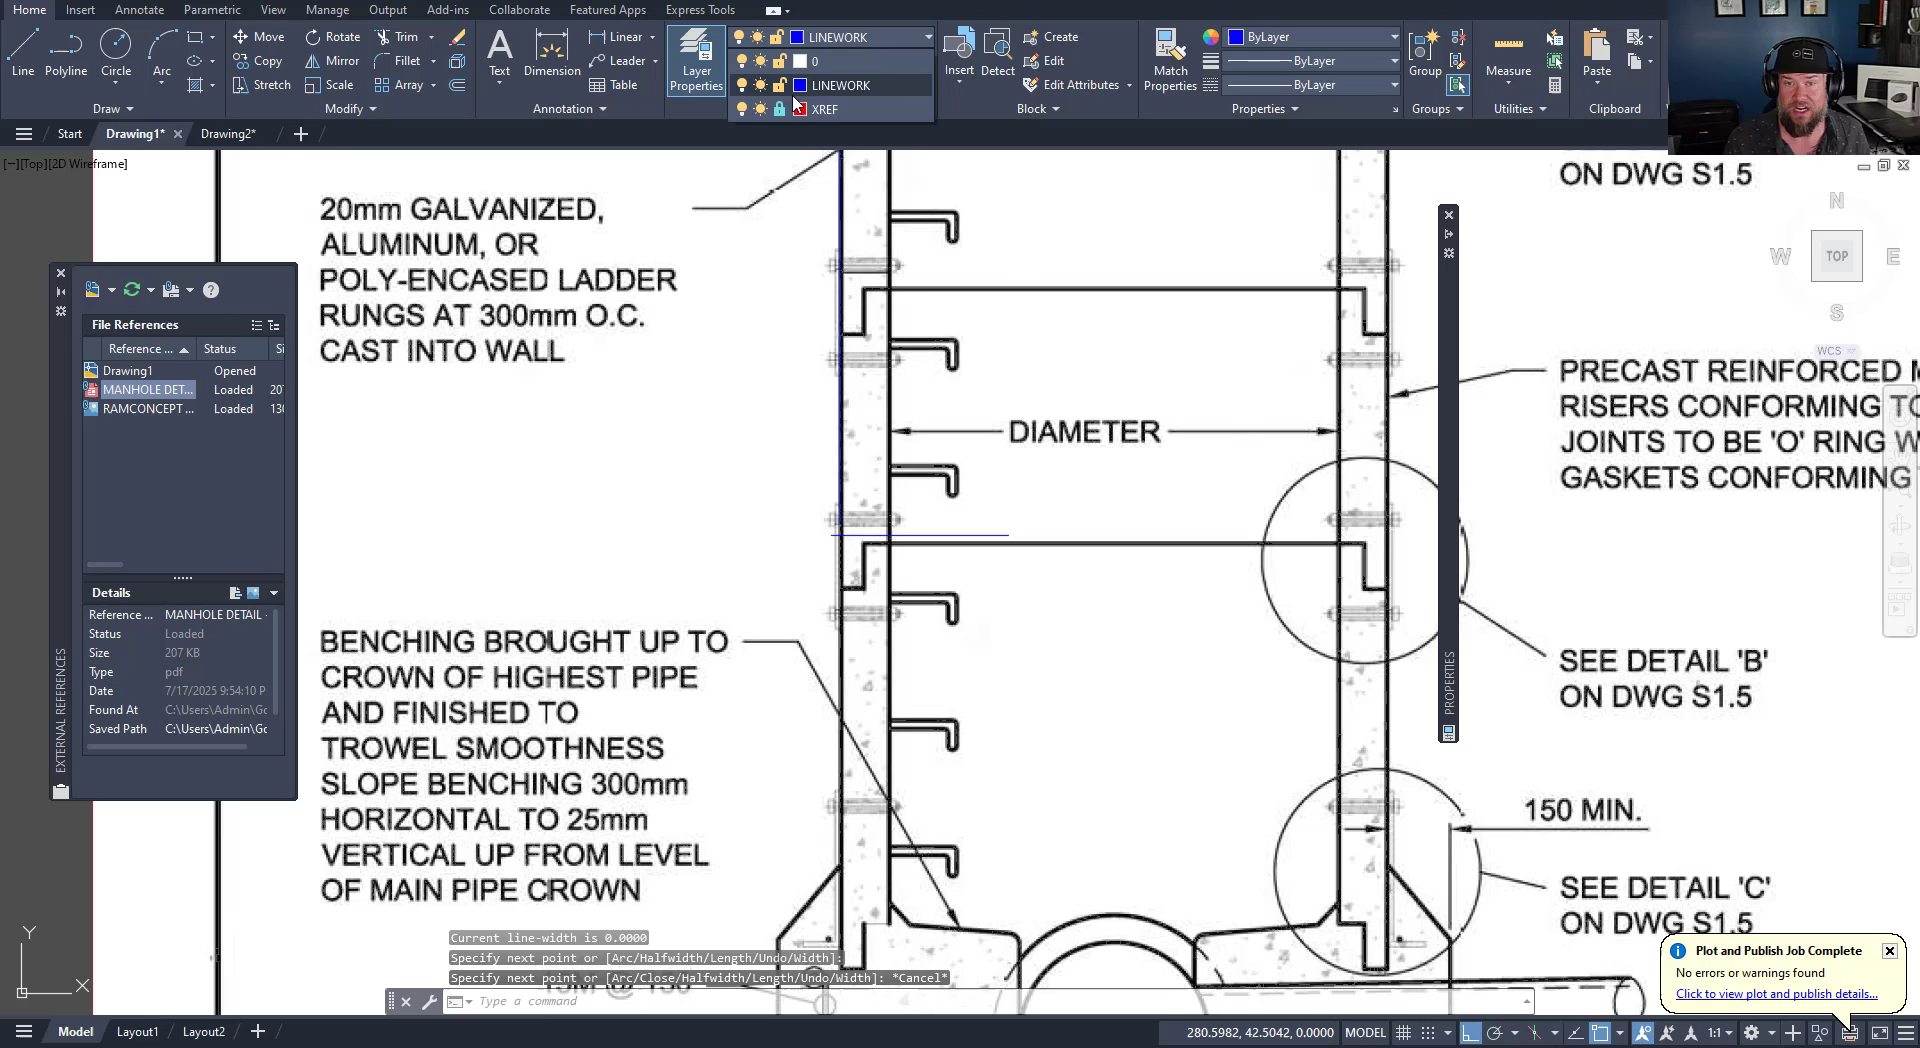 Home Insert Annotate Parametric View Manage Output Add-ins Collaborate Featured Apps Express Tools
Line Polyline Circle Arc
Move Rotate Trim
Copy Mirror Fillet
Stretch Scale Array
Text Dimension
Linear
Leader
Table
Layer Properties
LINEWORK
0
LINEWORK
XREF
Insert Detect
Create
Edit
Edit Attributes
Match Properties
ByLayer
ByLayer
ByLayer
Group Measure Paste
Draw Modify Annotation Block Properties Groups Utilities Clipboard
Start Drawing1* Drawing2*
[−][Top][2D Wireframe]
ON DWG S1.5
20mm GALVANIZED,
ALUMINUM, OR
POLY-ENCASED LADDER
RUNGS AT 300mm O.C.
CAST INTO WALL
N
W TOP E
S
WCS
File References
Reference ... Status
Drawing1 Opened
MANHOLE DET... Loaded 20
RAMCONCEPT ... Loaded 130
Details
Reference ... MANHOLE DETAIL
Status Loaded
Size 207 KB
Type pdf
Date 7/17/2025 9:54:10 P
Found At C:\Users\Admin\Go
Saved Path C:\Users\Admin\Go
EXTERNAL REFERENCES
DIAMETER
PROPERTIES
PRECAST REINFORCED
RISERS CONFORMING TO
JOINTS TO BE 'O' RING
GASKETS CONFORMING
BENCHING BROUGHT UP TO
CROWN OF HIGHEST PIPE
AND FINISHED TO
TROWEL SMOOTHNESS
SLOPE BENCHING 300mm
HORIZONTAL TO 25mm
VERTICAL UP FROM LEVEL
OF MAIN PIPE CROWN
SEE DETAIL 'B'
ON DWG S1.5
150 MIN.
SEE DETAIL 'C'
ON DWG S1.5
Current line-width is 0.0000
Specify next point or [Arc/Halfwidth/Length/Undo/Width]:
Specify next point or [Arc/Close/Halfwidth/Length/Undo/Width]: *Cancel*
Type a command
Y
X
Plot and Publish Job Complete
No errors or warnings found
Click to view plot and publish details...
Model Layout1 Layout2
280.5982, 42.5042, 0.0000 MODEL 1:1